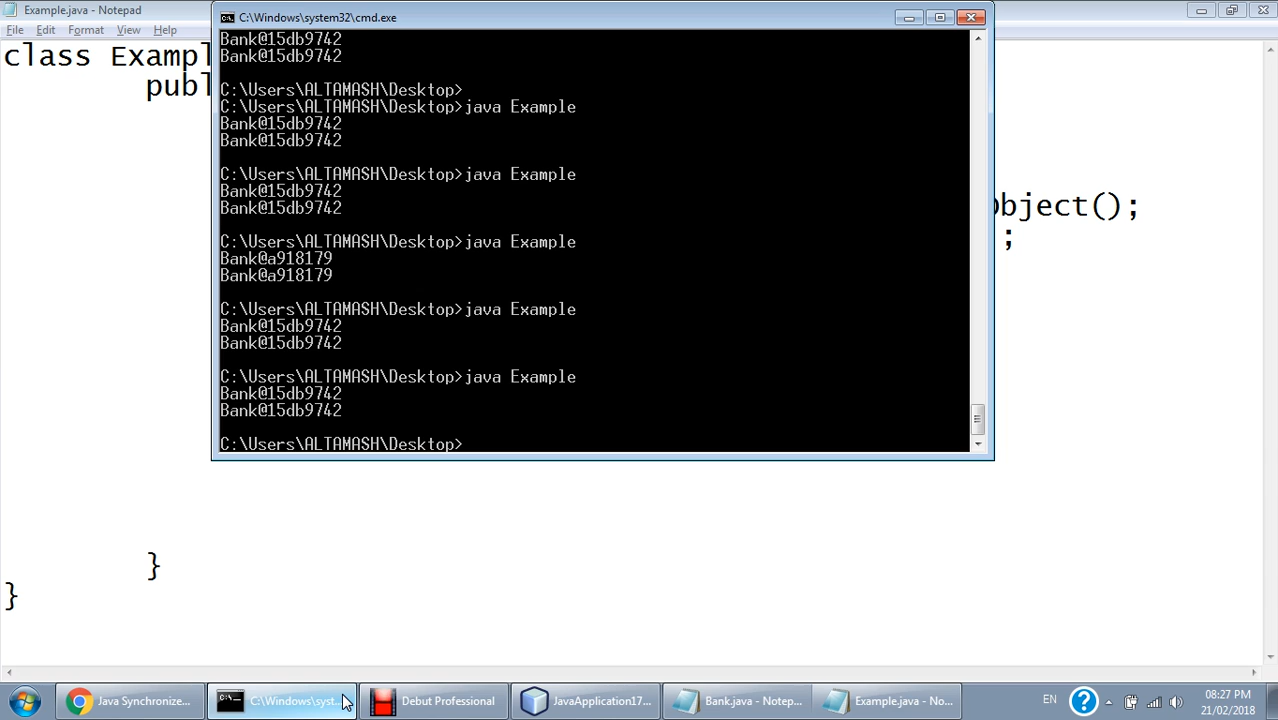 Example.java - Notepad
File Edit Format View Help
class Exampl
publ
bject();
;
}
}
C:\Windows\system32\cmd.exe
Bank@15db9742
Bank@15db9742
C:\Users\ALTAMASH\Desktop>
C:\Users\ALTAMASH\Desktop>java Example
Bank@15db9742
Bank@15db9742
C:\Users\ALTAMASH\Desktop>java Example
Bank@15db9742
Bank@15db9742
C:\Users\ALTAMASH\Desktop>java Example
Bank@a918179
Bank@a918179
C:\Users\ALTAMASH\Desktop>java Example
Bank@15db9742
Bank@15db9742
C:\Users\ALTAMASH\Desktop>java Example
Bank@15db9742
Bank@15db9742
C:\Users\ALTAMASH\Desktop>
Java Synchronize...
C:\Windows\syst...
Debut Professional
JavaApplication17...
Bank.java - Notep...
Example.java - No...
EN
08:27 PM
21/02/2018